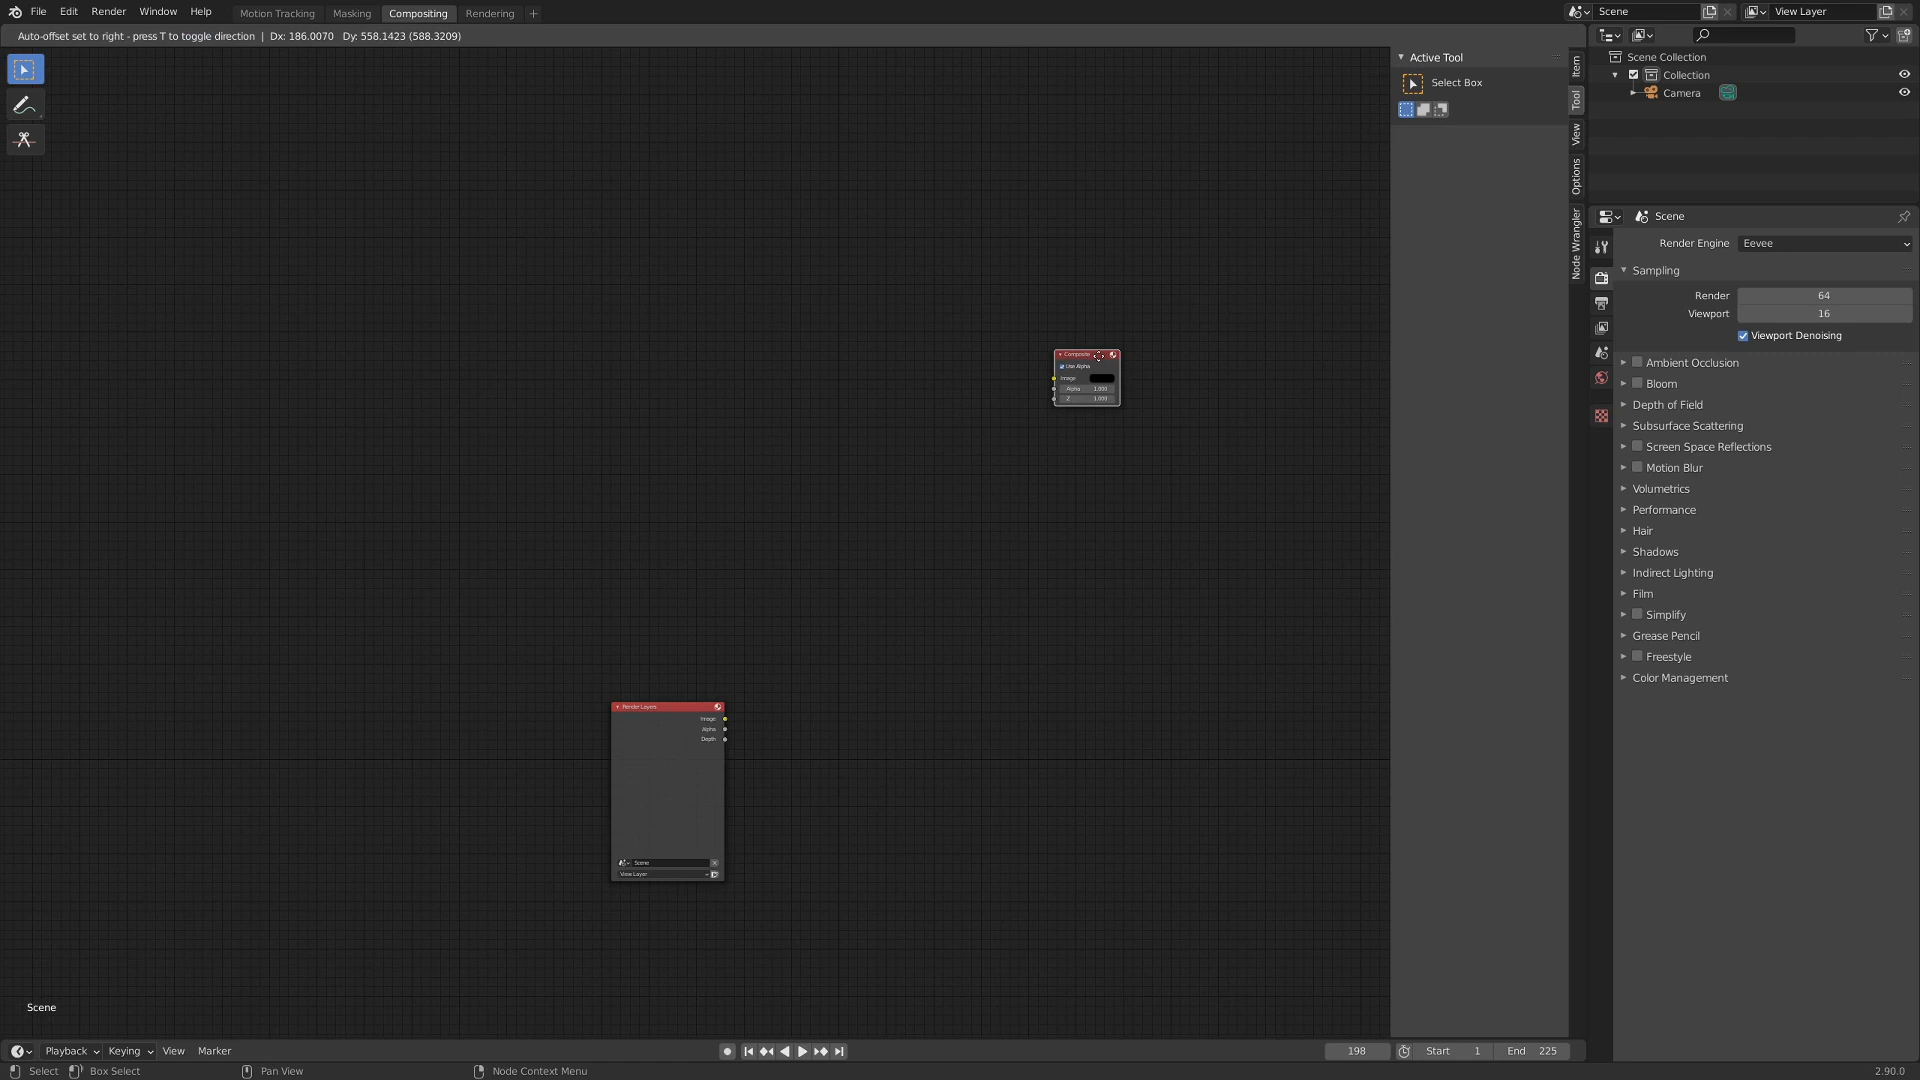 File Edit Render Window Help Motion Tracking Masking Compositing Rendering + Scene View Layer
Auto-offset set to right - press T to toggle direction | Dx: 186.0070 Dy: 558.1423 (588.3209)
Active Tool
Select Box
Item
Tool
View
Options
Node Wrangler
Scene Collection
Collection
Camera
Scene
Render Engine Eevee
Sampling
Render 64
Viewport 16
Viewport Denoising
Ambient Occlusion
Bloom
Depth of Field
Subsurface Scattering
Screen Space Reflections
Motion Blur
Volumetrics
Performance
Hair
Shadows
Indirect Lighting
Film
Simplify
Grease Pencil
Freestyle
Color Management
Composite
Use Alpha
Image
Alpha 1.000
Z 1.000
Render Layers
Image
Alpha
Depth
Scene
View Layer
Scene
Playback Keying View Marker 198 Start 1 End 225
Select Box Select Pan View Node Context Menu 2.90.0